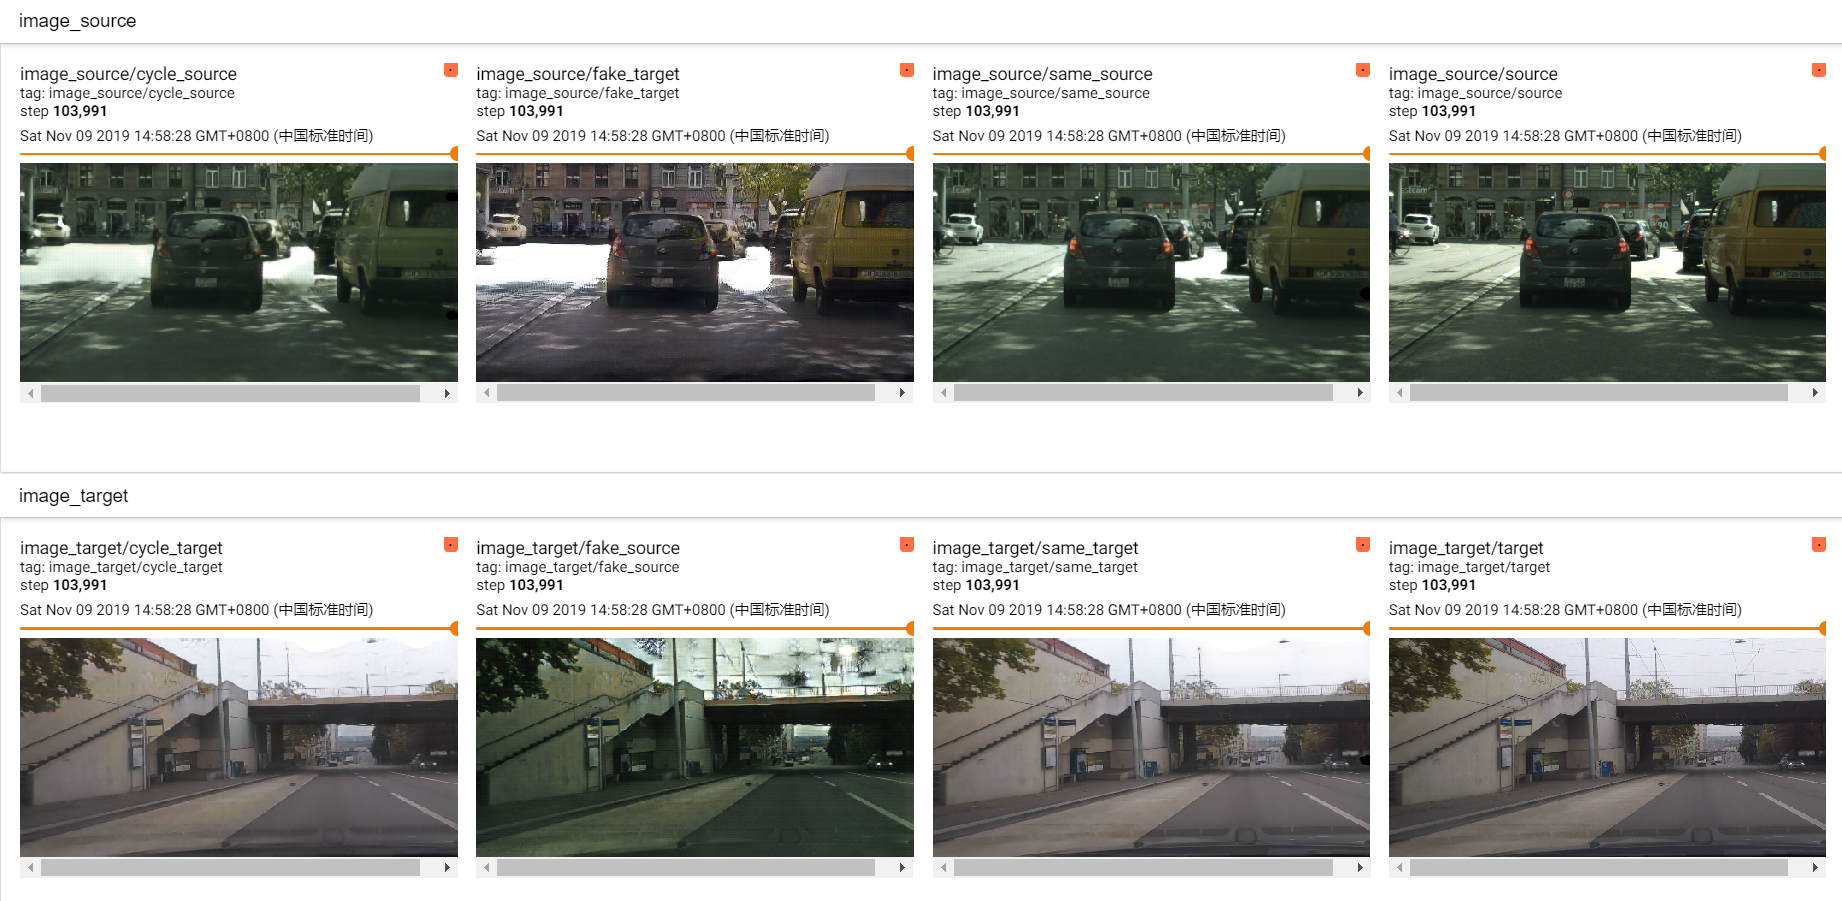 image_source
image_source/cycle_source
tag: image_source/cycle_source
step 103,991
Sat Nov 09 2019 14:58:28 GMT+0800 (中国标准时间)
image_source/fake_target
tag: image_source/fake_target
step 103,991
Sat Nov 09 2019 14:58:28 GMT+0800 (中国标准时间)
image_source/same_source
tag: image_source/same_source
step 103,991
Sat Nov 09 2019 14:58:28 GMT+0800 (中国标准时间)
image_source/source
tag: image_source/source
step 103,991
Sat Nov 09 2019 14:58:28 GMT+0800 (中国标准时间)
image_target
image_target/cycle_target
tag: image_target/cycle_target
step 103,991
Sat Nov 09 2019 14:58:28 GMT+0800 (中国标准时间)
image_target/fake_source
tag: image_target/fake_source
step 103,991
Sat Nov 09 2019 14:58:28 GMT+0800 (中国标准时间)
image_target/same_target
tag: image_target/same_target
step 103,991
Sat Nov 09 2019 14:58:28 GMT+0800 (中国标准时间)
image_target/target
tag: image_target/target
step 103,991
Sat Nov 09 2019 14:58:28 GMT+0800 (中国标准时间)